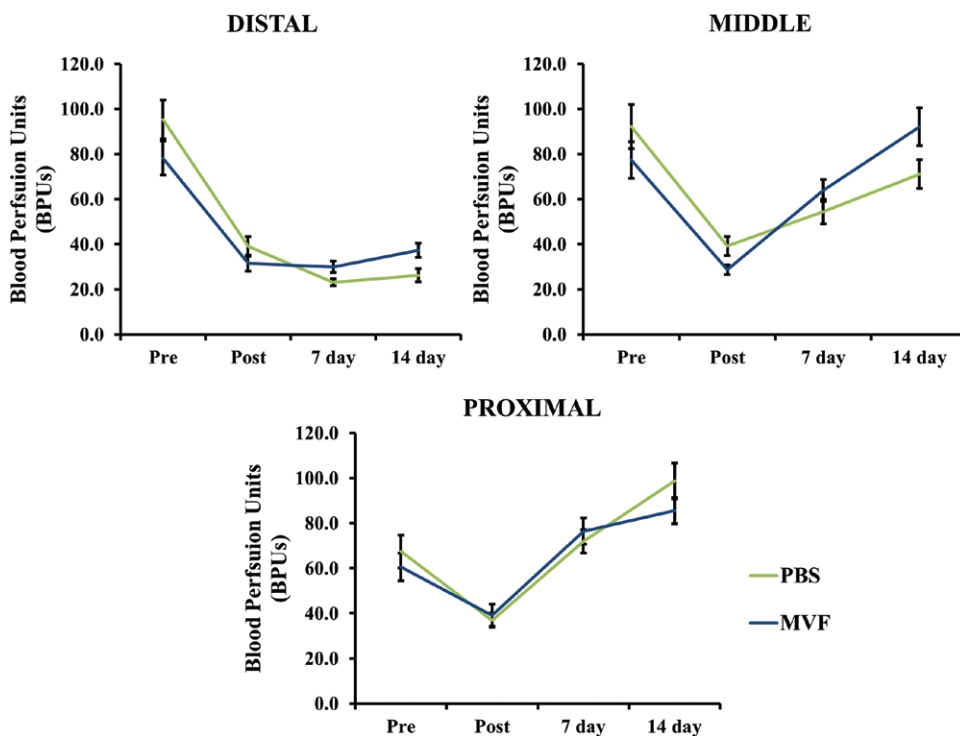 DISTAL
Blood Perfsuion Units
(BPUs)
120.0
100.0
80.0
60.0
40.0
20.0
0.0
Pre Post 7 day 14 day
MIDDLE
Blood Perfusion Units
(BPUs)
120.0
100.0
80.0
60.0
40.0
20.0
0.0
Pre Post 7 day 14 day
PROXIMAL
Blood Perfsuion Units
(BPUs)
120.0
100.0
80.0
60.0
40.0
20.0
0.0
Pre Post 7 day 14 day
PBS
MVF